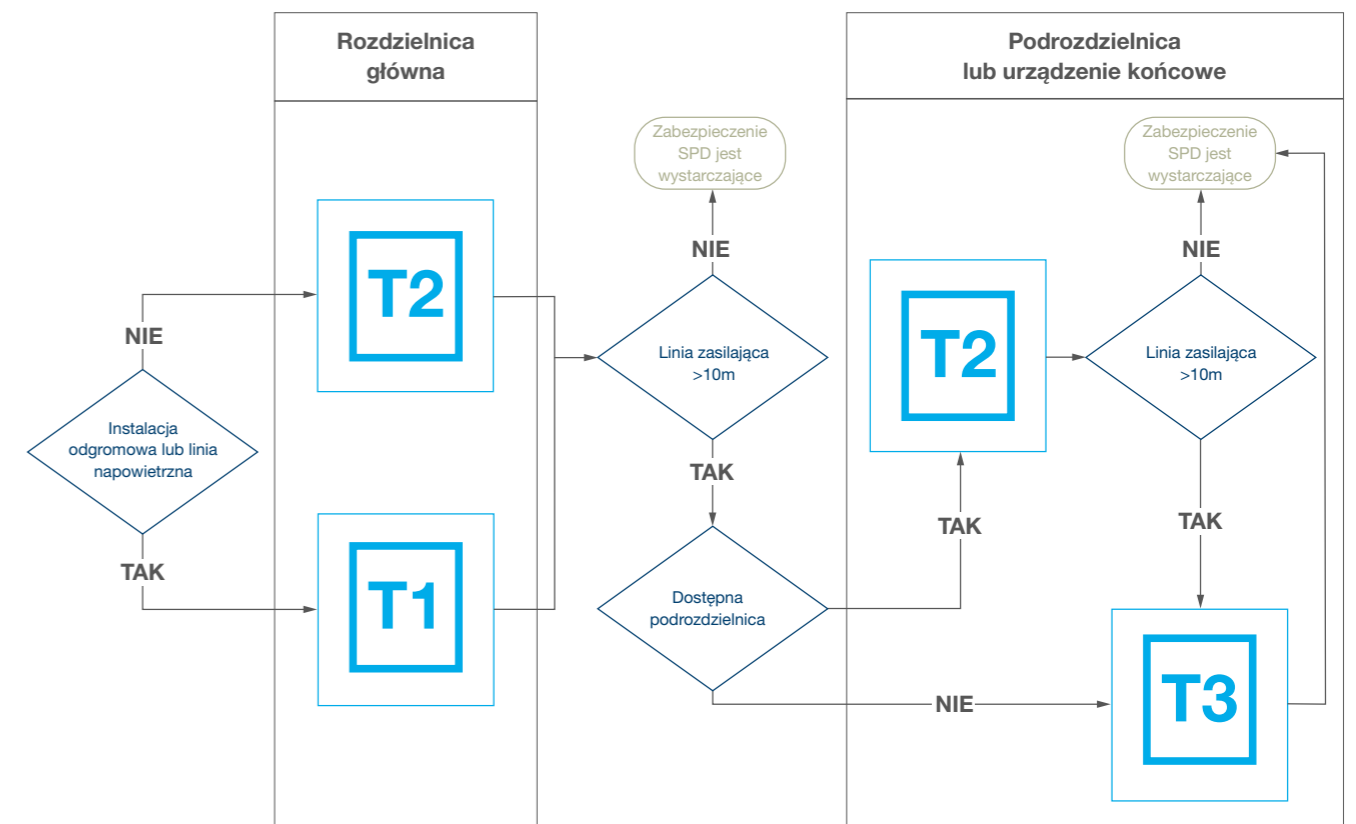 Rozdzielnica
główna
Podrozdzielnica
lub urządzenie końcowe
Zabezpieczenie
SPD jest
wystarczające
Zabezpieczenie
SPD jest
wystarczające
NIE
NIE
T2
NIE
Linia zasilająca
>10m
T2
Linia zasilająca
>10m
Instalacja
odgromowa lub linia
napowietrzna
TAK
TAK
TAK
TAK
T1
Dostępna
podrozdzielnica
NIE
T3